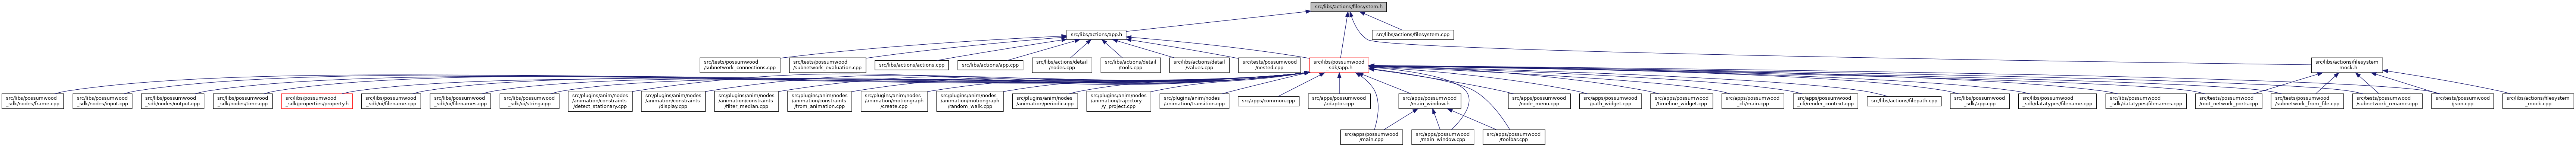 src/libs/actions/filesystem.h
src/libs/actions/app.h
src/libs/actions/filesystem.cpp
src/tests/possumwood
/subnetwork_connections.cpp
src/tests/possumwood
/subnetwork_evaluation.cpp
src/libs/actions/actions.cpp
src/libs/actions/app.cpp
src/libs/actions/detail
/nodes.cpp
src/libs/actions/detail
/tools.cpp
src/libs/actions/detail
/values.cpp
src/tests/possumwood
/nested.cpp
src/libs/possumwood
_sdk/app.h
src/libs/actions/filesystem
_mock.h
src/libs/possumwood
_sdk/nodes/frame.cpp
src/libs/possumwood
_sdk/nodes/input.cpp
src/libs/possumwood
_sdk/nodes/output.cpp
src/libs/possumwood
_sdk/nodes/time.cpp
src/libs/possumwood
_sdk/properties/property.h
src/libs/possumwood
_sdk/ui/filename.cpp
src/libs/possumwood
_sdk/ui/filenames.cpp
src/libs/possumwood
_sdk/ui/string.cpp
src/plugins/anim/nodes
/animation/constraints
/detect_stationary.cpp
src/plugins/anim/nodes
/animation/constraints
/display.cpp
src/plugins/anim/nodes
/animation/constraints
/filter_median.cpp
src/plugins/anim/nodes
/animation/constraints
/from_animation.cpp
src/plugins/anim/nodes
/animation/motiongraph
/create.cpp
src/plugins/anim/nodes
/animation/motiongraph
/random_walk.cpp
src/plugins/anim/nodes
/animation/periodic.cpp
src/plugins/anim/nodes
/animation/trajectory
/y_project.cpp
src/plugins/anim/nodes
/animation/transition.cpp
src/apps/common.cpp
src/apps/possumwood
/adaptor.cpp
src/apps/possumwood
/main_window.h
src/apps/possumwood
/node_menu.cpp
src/apps/possumwood
/path_widget.cpp
src/apps/possumwood
/timeline_widget.cpp
src/apps/possumwood
_cli/main.cpp
src/apps/possumwood
_cli/render_context.cpp
src/libs/actions/filepath.cpp
src/libs/possumwood
_sdk/app.cpp
src/libs/possumwood
_sdk/datatypes/filename.cpp
src/libs/possumwood
_sdk/datatypes/filenames.cpp
src/tests/possumwood
/root_network_ports.cpp
src/tests/possumwood
/subnetwork_from_file.cpp
src/tests/possumwood
/subnetwork_rename.cpp
src/tests/possumwood
/json.cpp
src/libs/actions/filesystem
_mock.cpp
src/apps/possumwood
/main.cpp
src/apps/possumwood
/main_window.cpp
src/apps/possumwood
/toolbar.cpp